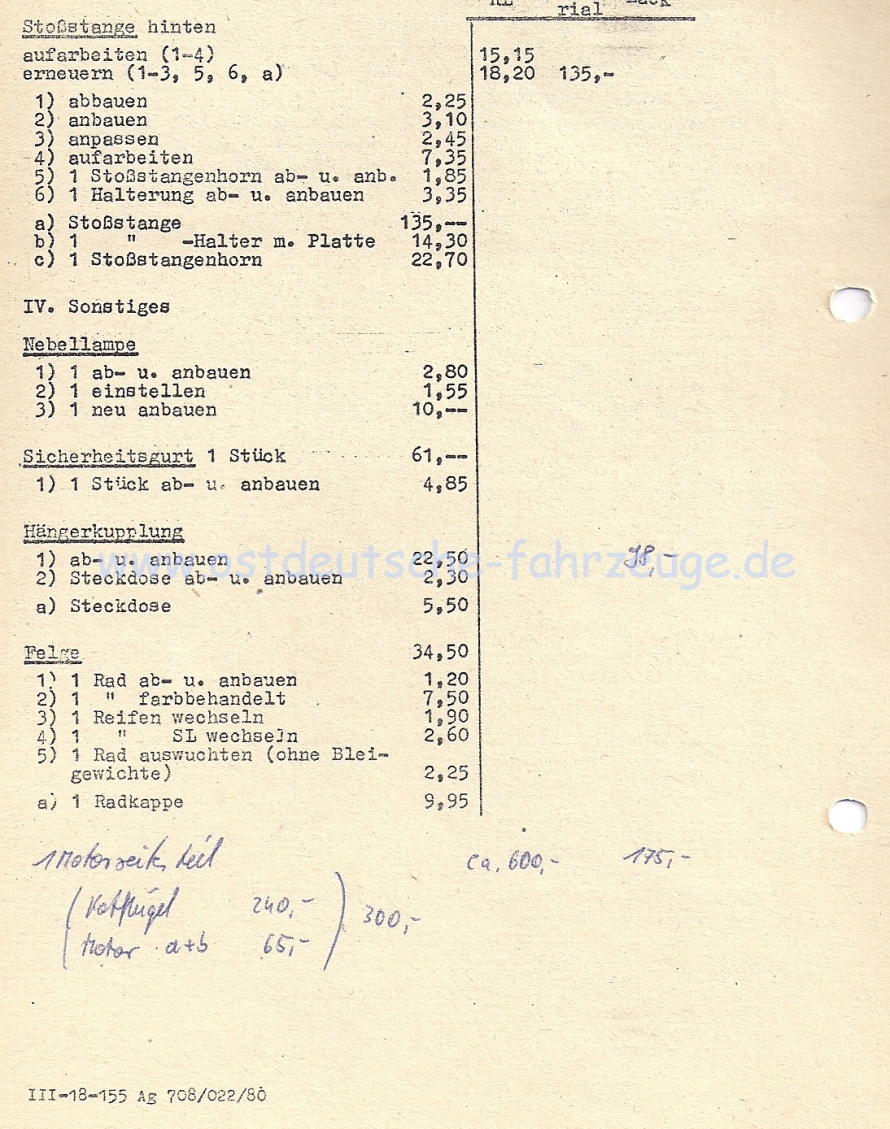 rial
Stoßstange hinten
aufarbeiten (1-4) 15,15
erneuern (1-3, 5, 6, a) 18,20 135,-
1) abbauen 2,25
2) anbauen 3,10
3) anpassen 2,45
4) aufarbeiten 7,35
5) 1 Stoßstangenhorn ab- u. anb. 1,85
6) 1 Halterung ab- u. anbauen 3,35
a) Stoßstange 135,--
b) 1 " -Halter m. Platte 14,30
c) 1 Stoßstangenhorn 22,70
IV. Sonstiges
Nebellampe
1) 1 ab- u. anbauen 2,80
2) 1 einstellen 1,55
3) 1 neu anbauen 10,--
Sicherheitsgurt 1 Stück 61,--
1) 1 Stück ab- u. anbauen 4,85
Hängerkupplung
1) ab- u. anbauen 22,50
www.ostdeutsche-fahrzeuge.de
2) Steckdose ab- u. anbauen 2,30
a) Steckdose 5,50
Felge 34,50
1) 1 Rad ab- u. anbauen 1,20
2) 1 " farbbehandelt 7,50
3) 1 Reifen wechseln 1,90
4) 1 " SL wechseln 2,60
5) 1 Rad auswuchten (ohne Blei-
gewichte) 2,25
a) 1 Radkappe 9,95
ca. 600,- 175,-
(Kotflügel 240,-
300,-
Motor a+b 65,-
III-18-155 Ag 708/022/80